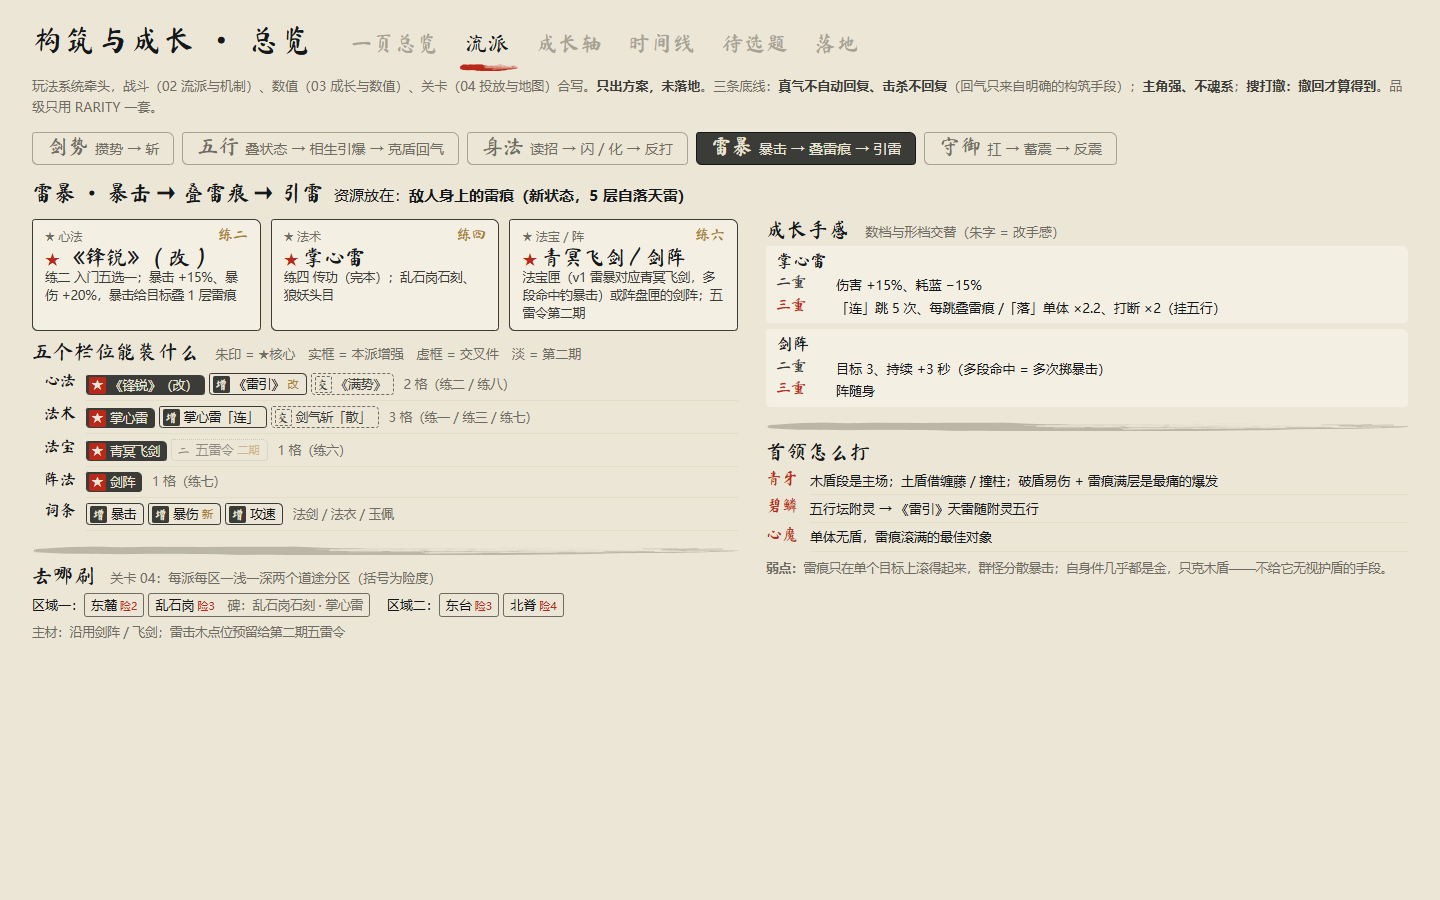 构筑与成长 · 总览 一页总览 流派 成长轴 时间线 待选题 落地
玩法系统牵头，战斗（02 流派与机制）、数值（03 成长与数值）、关卡（04 投放与地图）合写。只出方案，未落地。三条底线：真气不自动回复、击杀不回复（回气只来自明确的构筑手段）；主角强、不魂系；搜打撤：撤回才算得到。品
级只用 RARITY 一套。
剑势 攒势 → 斩 五行 叠状态 → 相生引爆 → 克盾回气 身法 读招 → 闪 / 化 → 反打 雷暴 暴击 → 叠雷痕 → 引雷 守御 扛 → 蓄震 → 反震
雷暴 · 暴击 → 叠雷痕 → 引雷 资源放在：敌人身上的雷痕（新状态，5 层自落天雷）
★ 心法 练二
★ 《锋锐》（改）
练二 入门五选一；暴击 +15%、暴
伤 +20%，暴击给目标叠 1 层雷痕
★ 法术 练四
★ 掌心雷
练四 传功（完本）；乱石岗石刻、
狼妖头目
★ 法宝 / 阵 练六
★ 青冥飞剑 / 剑阵
法宝匣（v1 雷暴对应青冥飞剑，多
段命中钓暴击）或阵盘匣的剑阵；五
雷令第二期
五个栏位能装什么 朱印 = ★核心 实框 = 本派增强 虚框 = 交叉件 淡 = 第二期
心法 ★ 《锋锐》（改） 增 《雷引》 改 交 《满势》 2 格（练二 / 练八）
法术 ★ 掌心雷 增 掌心雷「连」 交 剑气斩「散」 3 格（练一 / 练三 / 练七）
法宝 ★ 青冥飞剑 二 五雷令 二期 1 格（练六）
阵法 ★ 剑阵 1 格（练七）
词条 增 暴击 增 暴伤 新 增 攻速 法剑 / 法衣 / 玉佩
去哪刷 关卡 04：每派每区一浅一深两个道途分区（括号为险度）
区域一： 东麓 险2 乱石岗 险3 碑：乱石岗石刻 · 掌心雷 区域二： 东台 险3 北脊 险4
主材：沿用剑阵 / 飞剑；雷击木点位预留给第二期五雷令
成长手感 数档与形档交替（朱字 = 改手感）
掌心雷
二重 伤害 +15%、耗蓝 −15%
三重 「连」跳 5 次、每跳叠雷痕 /「落」单体 ×2.2、打断 ×2（挂五行）
剑阵
二重 目标 3、持续 +3 秒（多段命中 = 多次掷暴击）
三重 阵随身
首领怎么打
青牙 木盾段是主场；土盾借缠藤 / 撞柱；破盾易伤 + 雷痕满层是最痛的爆发
碧鳞 五行坛附灵 → 《雷引》天雷随附灵五行
心魔 单体无盾，雷痕滚满的最佳对象
弱点：雷痕只在单个目标上滚得起来，群怪分散暴击；自身件几乎都是金，只克木盾——不给它无视护盾的手段。